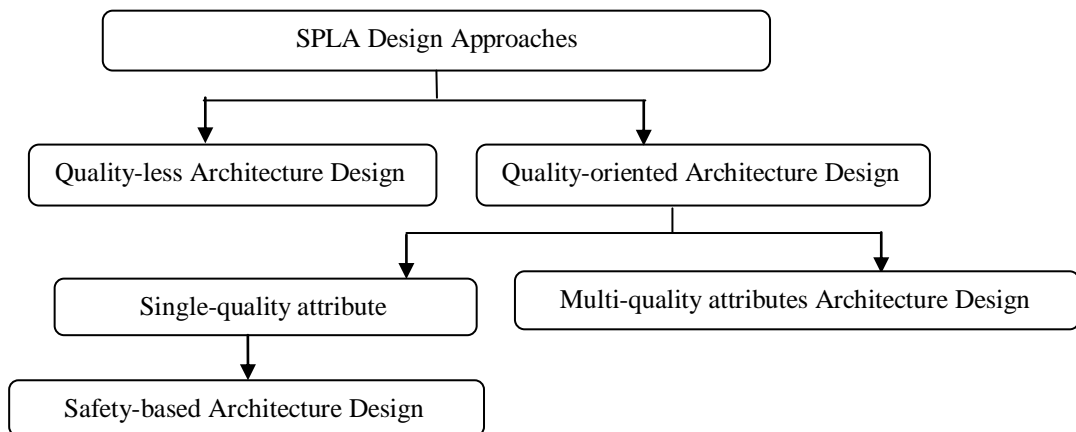 SPLA Design Approaches
Quality-less Architecture Design
Quality-oriented Architecture Design
Single-quality attribute
Multi-quality attributes Architecture Design
Safety-based Architecture Design